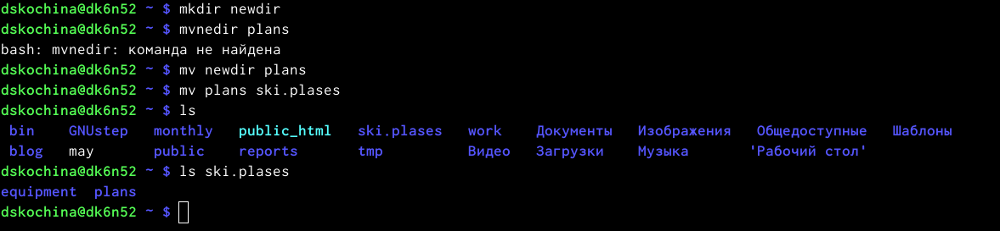 dskochina@dk6n52 ~ $ mkdir newdir
dskochina@dk6n52 ~ $ mvnedir plans
bash: mvnedir: команда не найдена
dskochina@dk6n52 ~ $ mv newdir plans
dskochina@dk6n52 ~ $ mv plans ski.plases
dskochina@dk6n52 ~ $ ls
bin GNUstep monthly public_html ski.plases work Документы Изображения Общедоступные Шаблоны
blog may public reports tmp Видео Загрузки Музыка 'Рабочий стол'
dskochina@dk6n52 ~ $ ls ski.plases
equipment plans
dskochina@dk6n52 ~ $